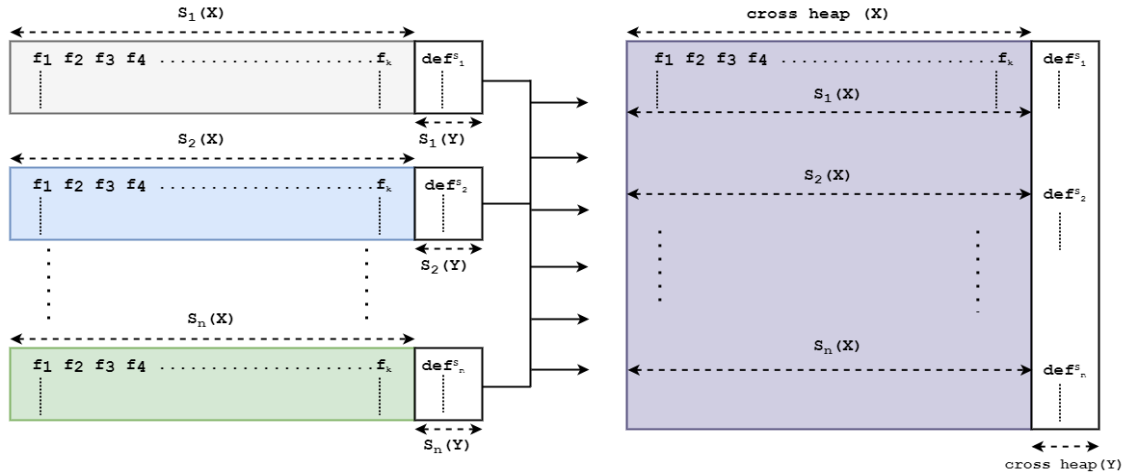 S₁(X)
f₁ f₂ f₃ f₄ ........................ fₖ defˢ₁
S₁(Y)
S₂(X)
f₁ f₂ f₃ f₄ ........................ fₖ defˢ₂
S₂(Y)
Sₙ(X)
f₁ f₂ f₃ f₄ ........................ fₖ defˢₙ
Sₙ(Y)
cross heap (X)
f₁ f₂ f₃ f₄ ........................ fₖ defˢ₁
S₁(X)
S₂(X)
defˢ₂
Sₙ(X)
defˢₙ
cross heap(Y)